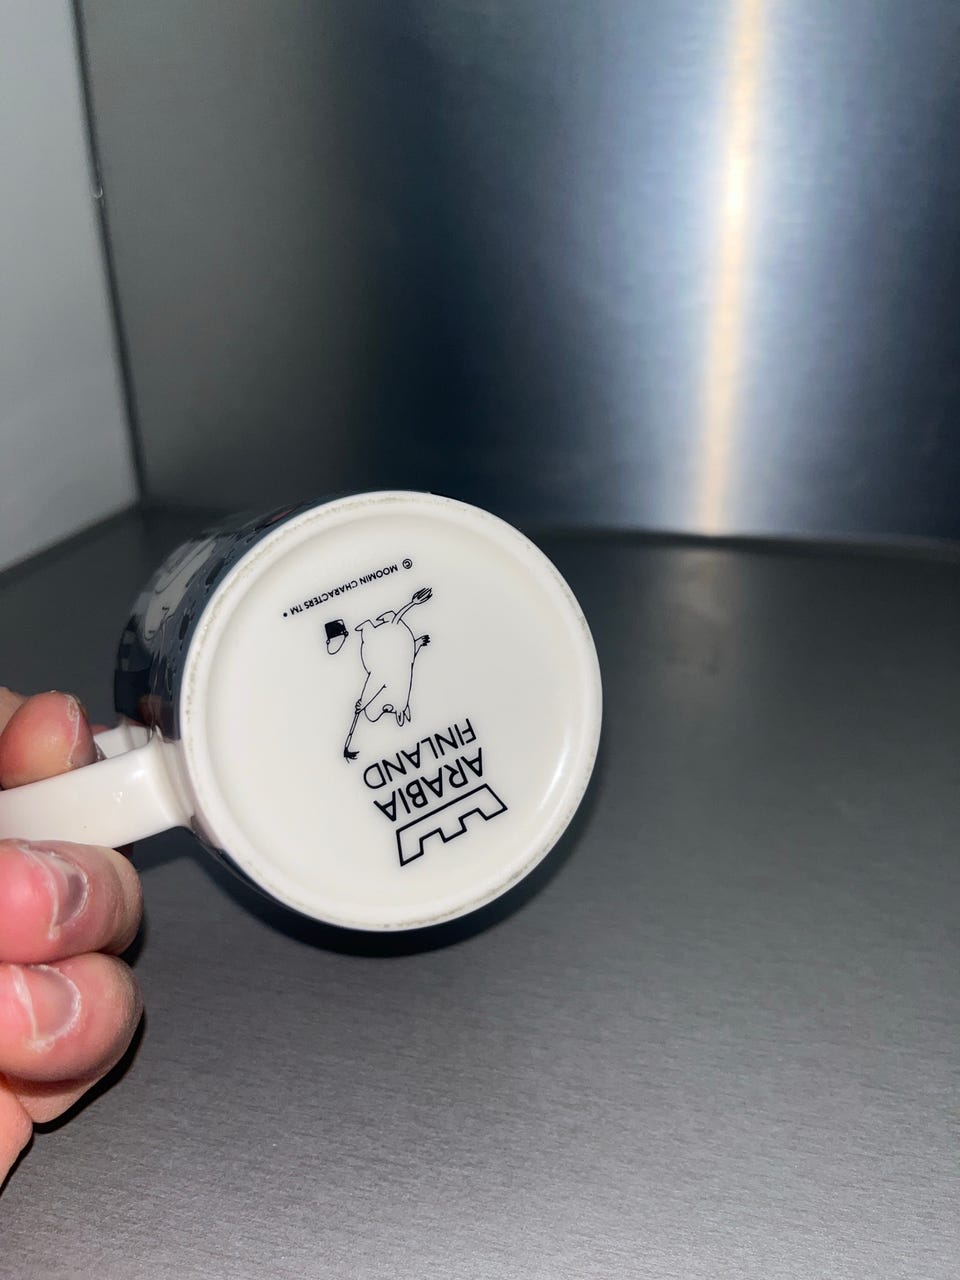 ARABIA
FINLAND
© MOOMIN CHARACTERS TM •